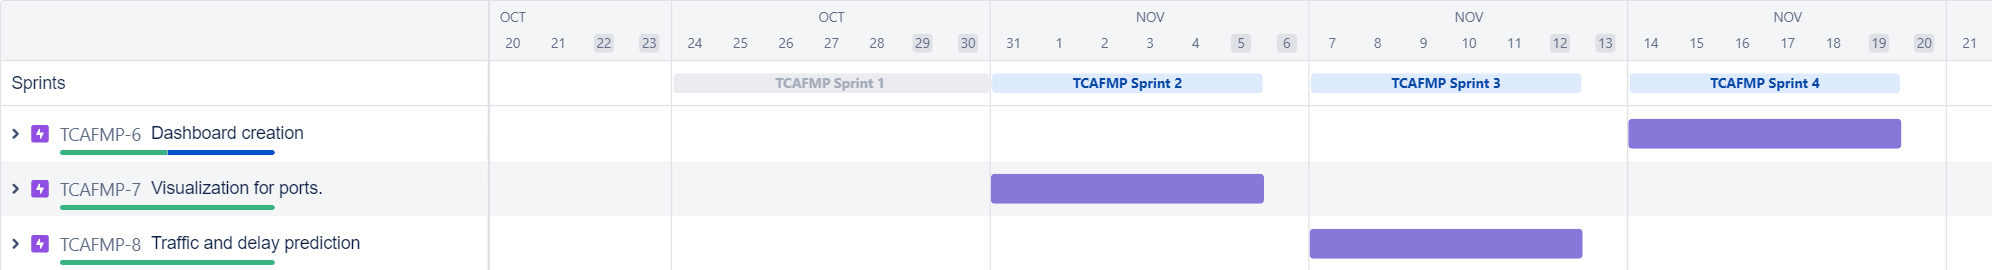 OCT OCT NOV NOV NOV
20 21 22 23 24 25 26 27 28 29 30 31 1 2 3 4 5 6 7 8 9 10 11 12 13 14 15 16 17 18 19 20 21
Sprints TCAFMP Sprint 1 TCAFMP Sprint 2 TCAFMP Sprint 3 TCAFMP Sprint 4
TCAFMP-6 Dashboard creation
TCAFMP-7 Visualization for ports.
TCAFMP-8 Traffic and delay prediction